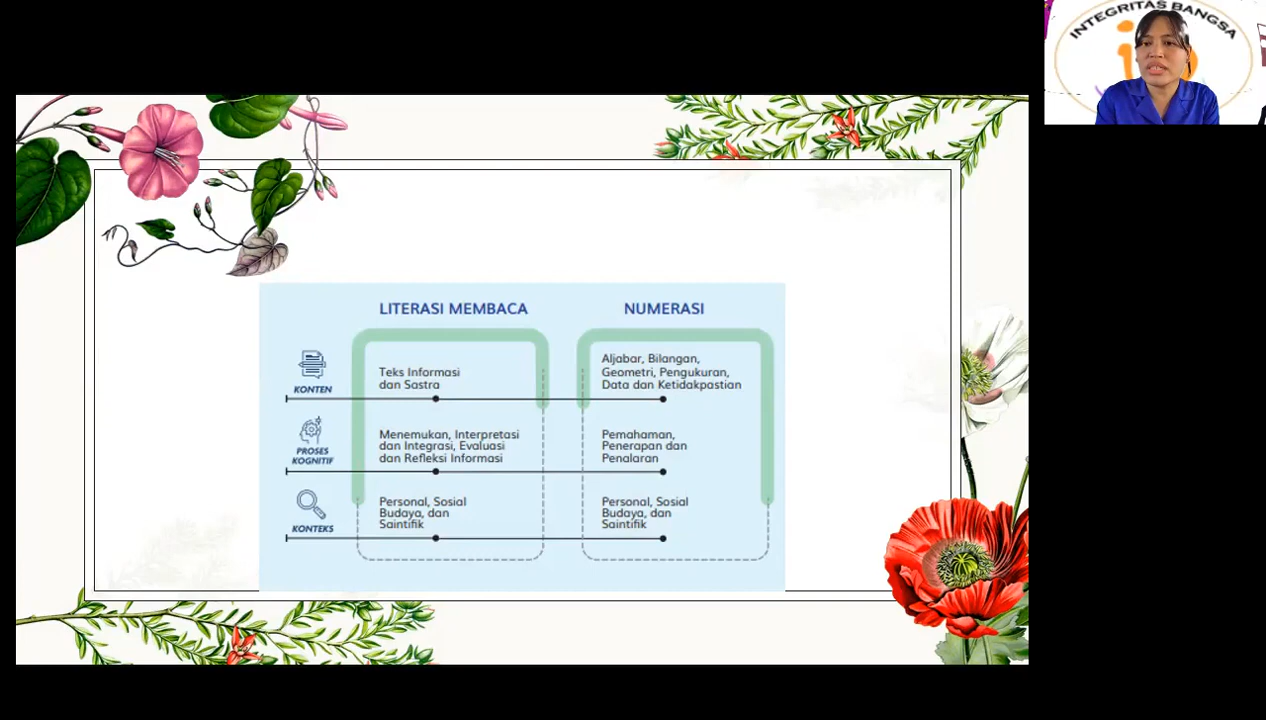 INTEGRITAS BANGSA
LITERASI MEMBACA
NUMERASI
KONTEN
Teks Informasi
dan Sastra
Aljabar, Bilangan,
Geometri, Pengukuran,
Data dan Ketidakpastian
PROSES
KOGNITIF
Menemukan, Interpretasi
dan Integrasi, Evaluasi
dan Refleksi Informasi
Pemahaman,
Penerapan dan
Penalaran
KONTEKS
Personal, Sosial
Budaya, dan
Saintifik
Personal, Sosial
Budaya, dan
Saintifik